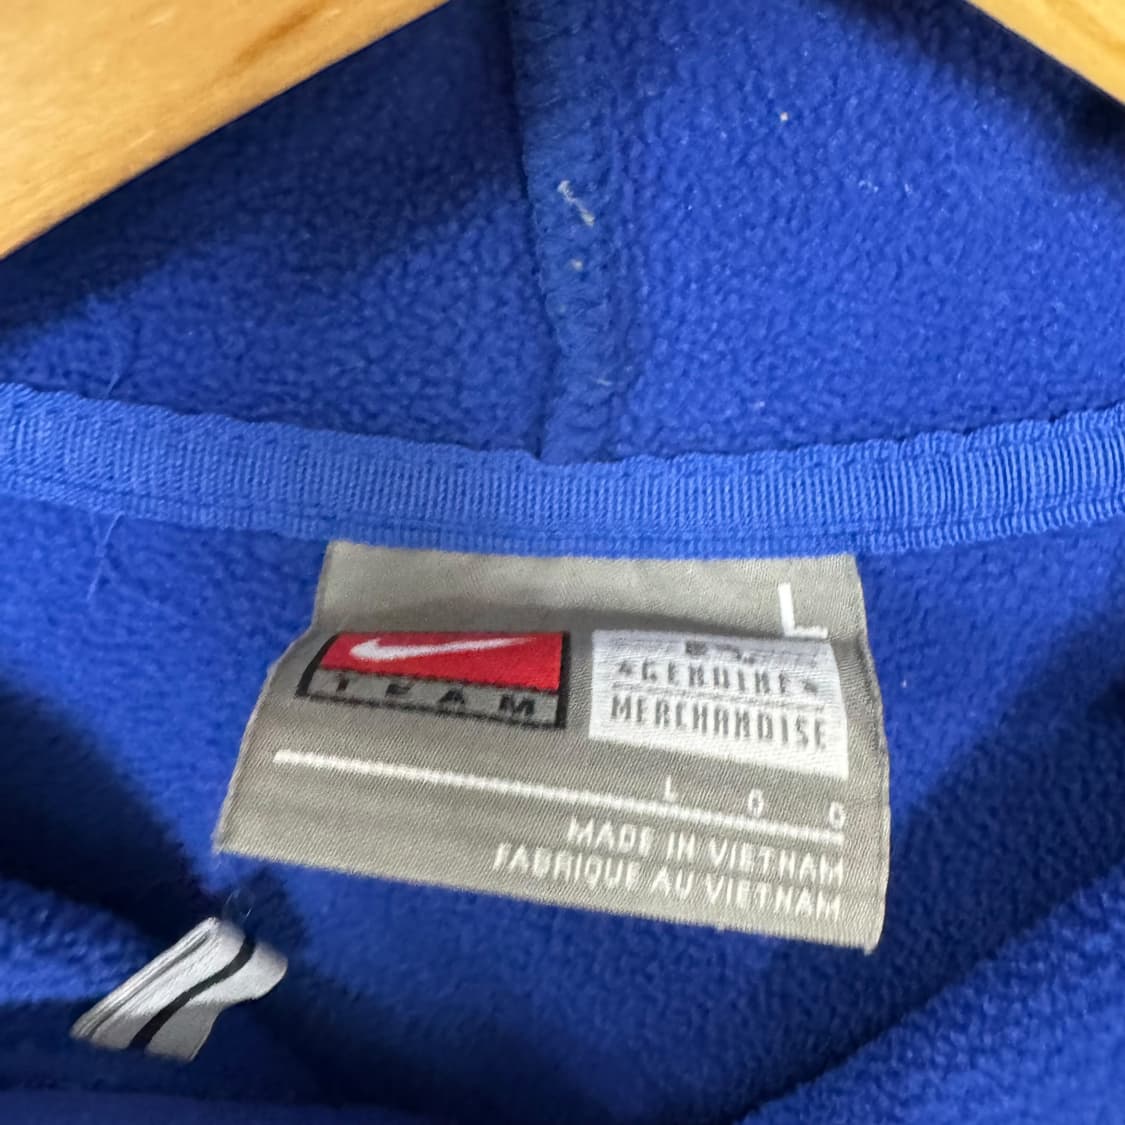 L
TEAM
GENUINE
MERCHANDISE
L G G
MADE IN VIETNAM
FABRIQUE AU VIETNAM